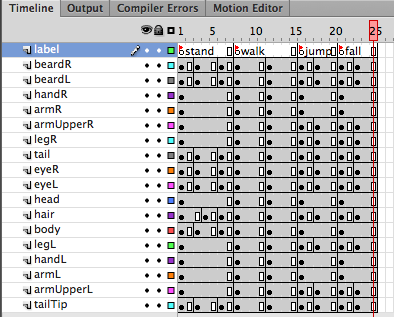 Timeline Output Compiler Errors Motion Editor
1 5 10 15 20 25
label stand walk jump fall
beardR
beardL
handR
armR
armUpperR
legR
tail
eyeR
eyeL
head
hair
body
legL
handL
armL
armUpperL
tailTip